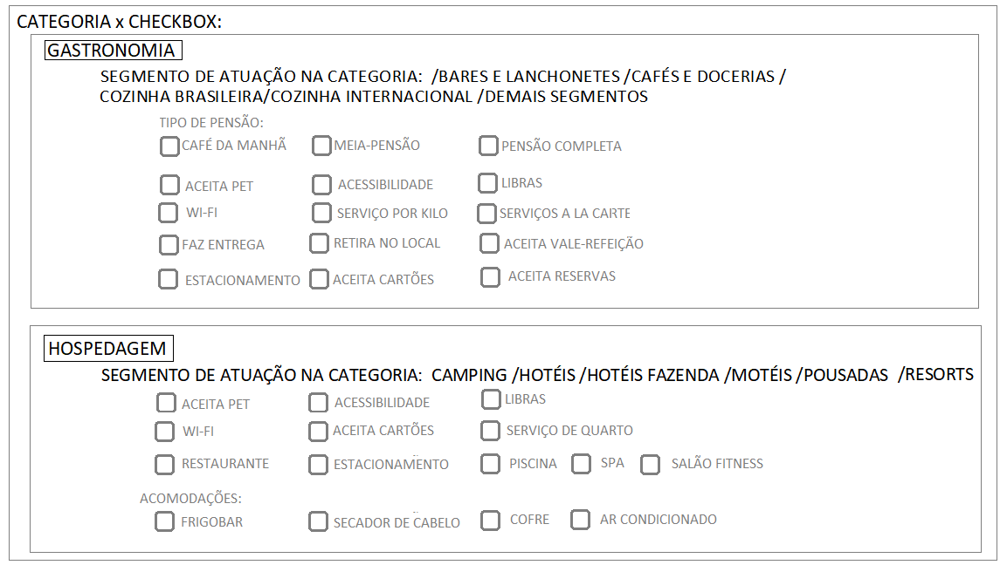 CATEGORIA x CHECKBOX:
GASTRONOMIA
SEGMENTO DE ATUAÇÃO NA CATEGORIA: /BARES E LANCHONETES /CAFÉS E DOCERIAS /
COZINHA BRASILEIRA/COZINHA INTERNACIONAL /DEMAIS SEGMENTOS
TIPO DE PENSÃO:
CAFÉ DA MANHÃ MEIA-PENSÃO PENSÃO COMPLETA
ACEITA PET ACESSIBILIDADE LIBRAS
WI-FI SERVIÇO POR KILO SERVIÇOS A LA CARTE
FAZ ENTREGA RETIRA NO LOCAL ACEITA VALE-REFEIÇÃO
ESTACIONAMENTO ACEITA CARTÕES ACEITA RESERVAS
HOSPEDAGEM
SEGMENTO DE ATUAÇÃO NA CATEGORIA: CAMPING /HOTÉIS /HOTÉIS FAZENDA /MOTÉIS /POUSADAS /RESORTS
ACEITA PET ACESSIBILIDADE LIBRAS
WI-FI ACEITA CARTÕES SERVIÇO DE QUARTO
RESTAURANTE ESTACIONAMENTO PISCINA SPA SALÃO FITNESS
ACOMODAÇÕES:
FRIGOBAR SECADOR DE CABELO COFRE AR CONDICIONADO